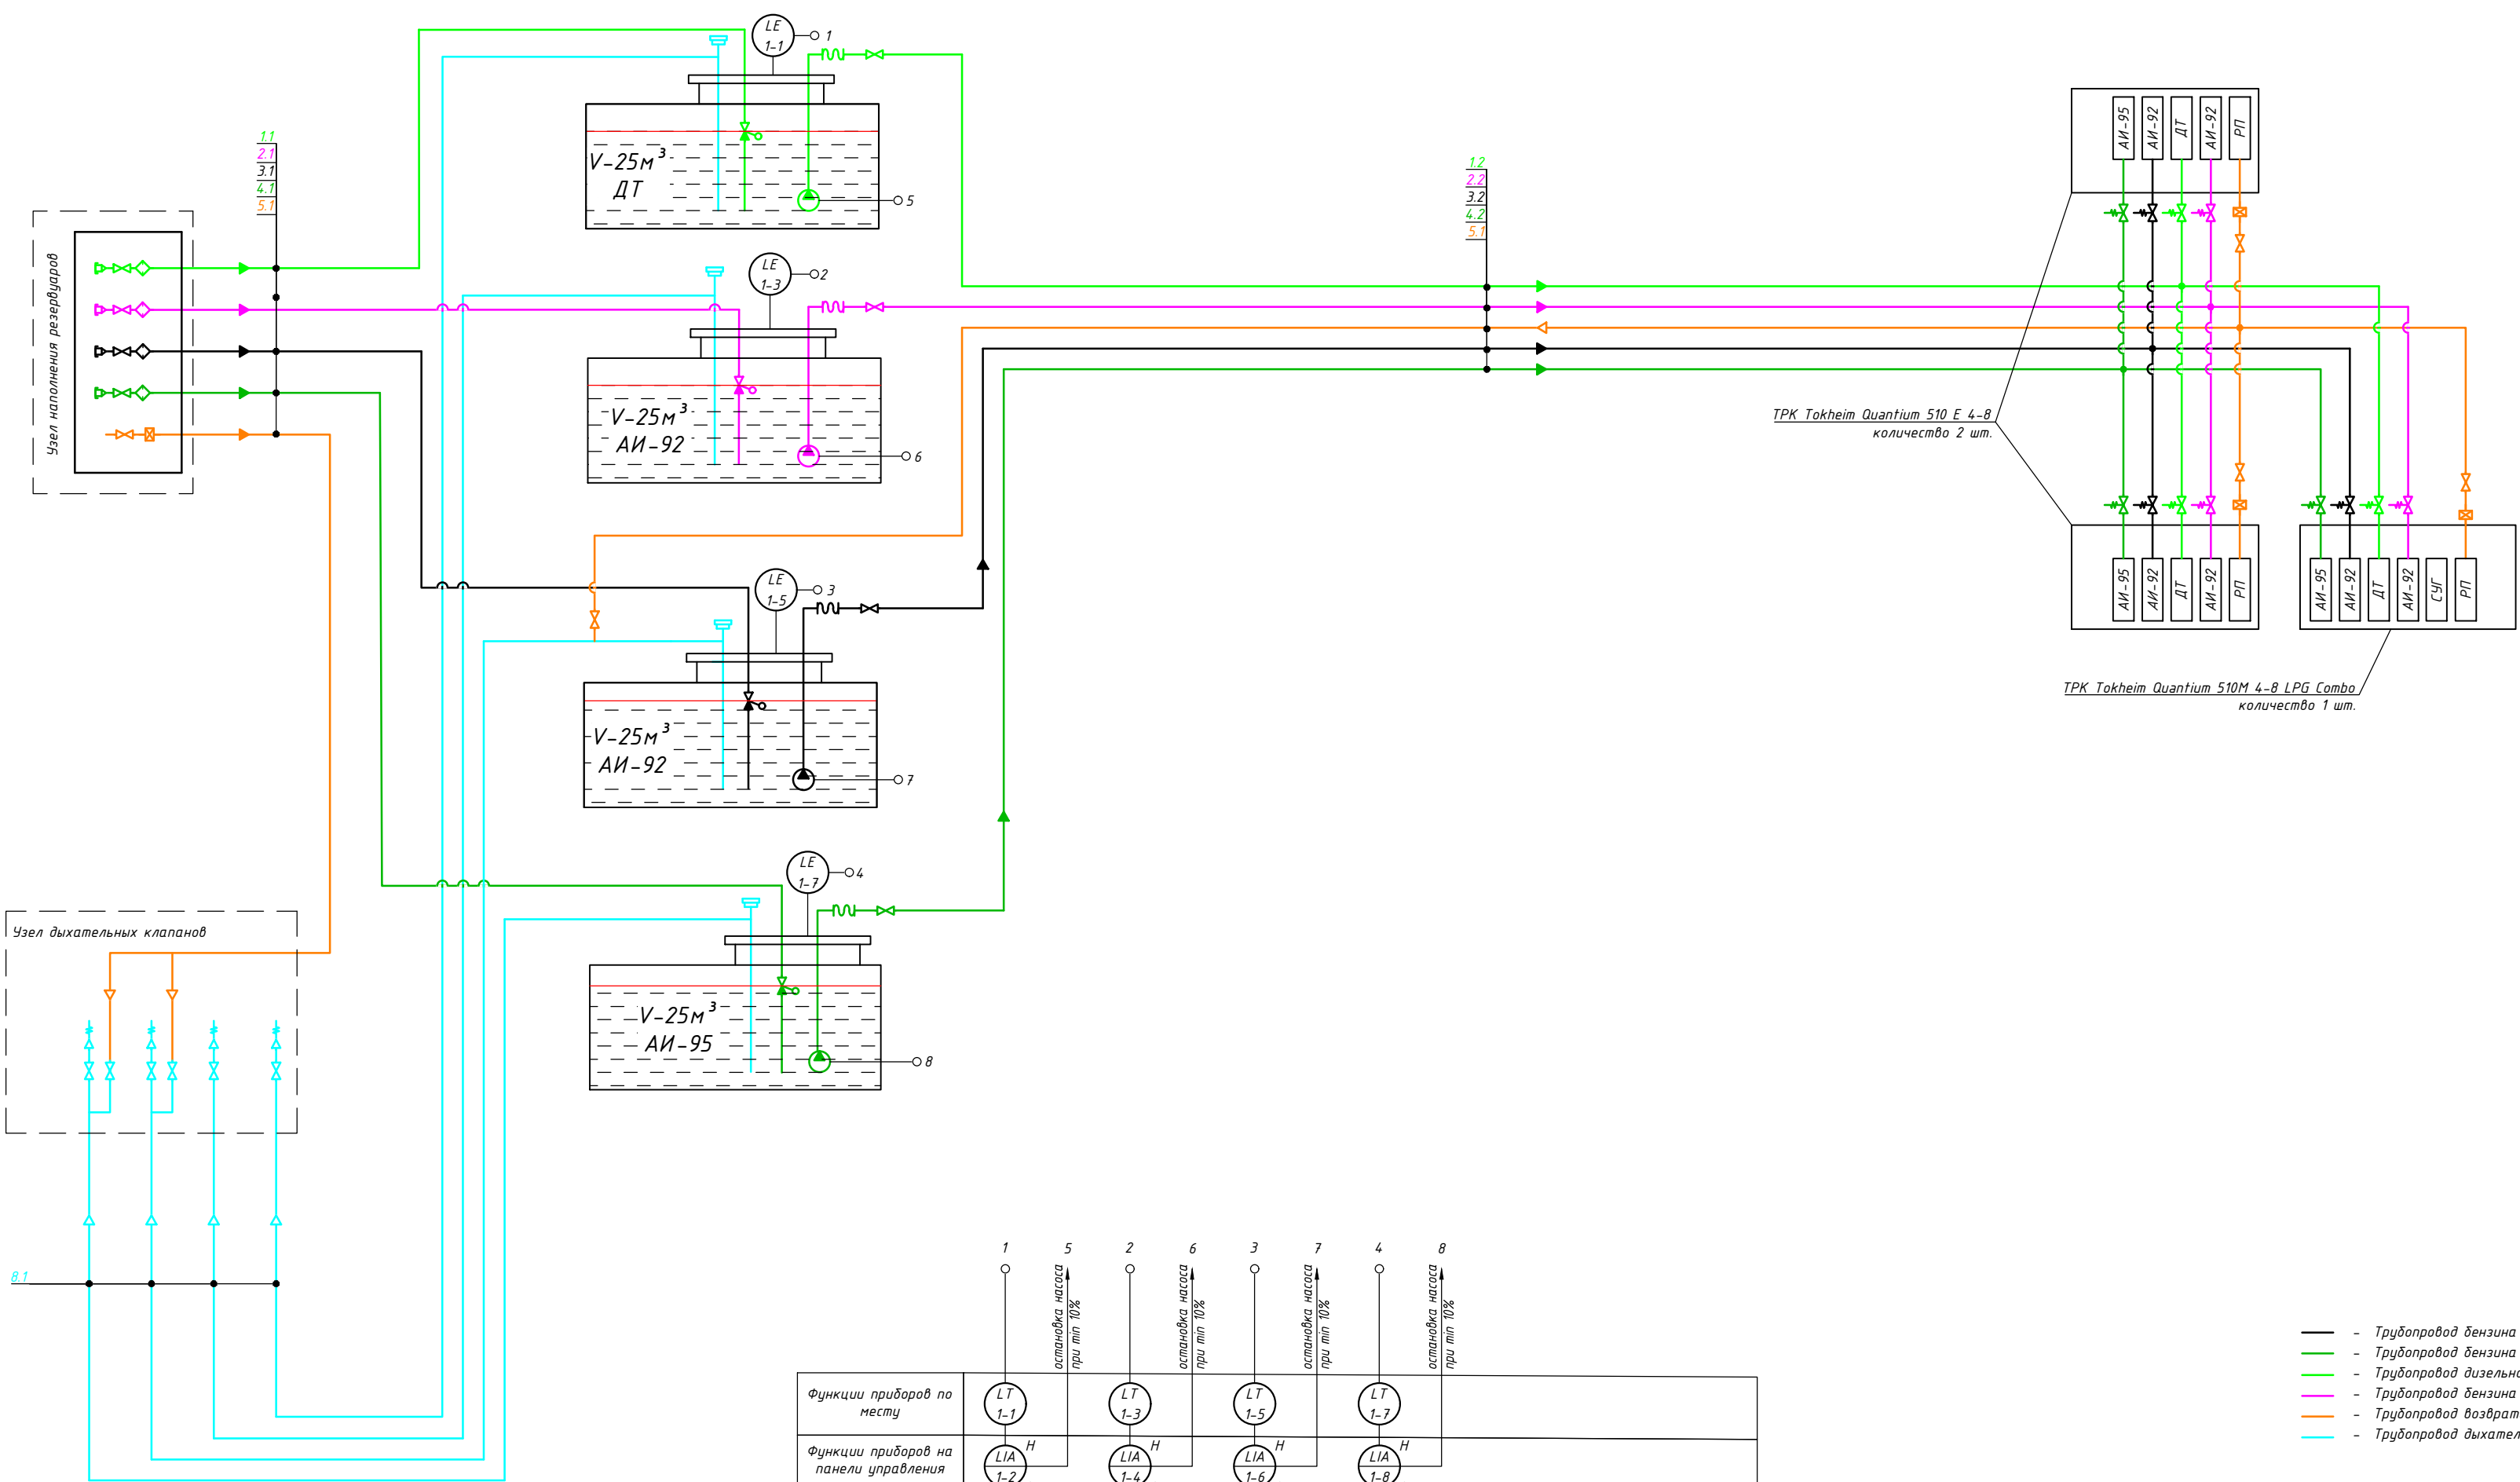 LE
1-1
1
V-25м³
ДТ
5
1.1
2.1
3.1
4.1
5.1
Узел наполнения резервуаров
LE
1-3
2
V-25м³
АИ-92
6
LE
1-5
3
V-25м³
АИ-92
7
LE
1-7
4
V-25м³
АИ-95
8
1.2
2.2
3.2
4.2
5.1
АИ-95
АИ-92
ДТ
АИ-92
РП
ТРК Tokheim Quantium 510 E 4-8
количество 2 шт.
АИ-95
АИ-92
ДТ
АИ-92
РП
АИ-95
АИ-92
ДТ
АИ-92
СУГ
РП
ТРК Tokheim Quantium 510M 4-8 LPG Combo
количество 1 шт.
Узел дыхательных клапанов
8.1
1
5
2
6
3
7
4
8
остановка насоса
при min 10%
остановка насоса
при min 10%
остановка насоса
при min 10%
остановка насоса
при min 10%
Функции приборов по
месту
LT
1-1
LT
1-3
LT
1-5
LT
1-7
Функции приборов на
панели управления
LIA
1-2
H
LIA
1-4
H
LIA
1-6
H
LIA
1-8
H
- Трубопровод бензина
- Трубопровод бензина
- Трубопровод дизельно
- Трубопровод бензина
- Трубопровод возврат
- Трубопровод дыхател